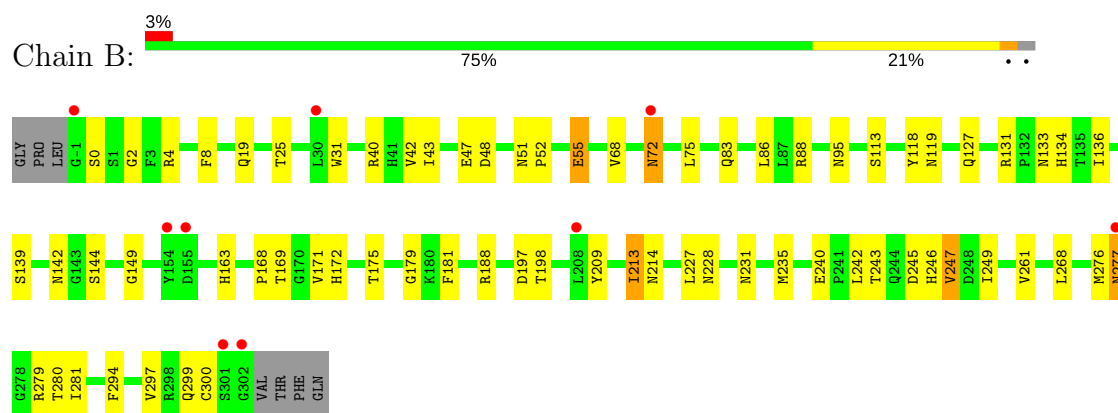 3%
Chain B:
75% 21% • •
GLY PRO LEU G-1 S0 S1 G2 F3 R4 F8 Q19 T25 L30 W31 R40 H41 V42 I43 E47 D48 N51 P52 E55 V68 N72 L75 Q83 L86 L87 R88 N95 S113 Y118 N119 Q127 R131 P132 N133 H134 T135 I136
S139 N142 G143 S144 G149 Y154 D155 H163 P168 T169 G170 V171 H172 T175 K180 F181 R188 D197 T198 L208 Y209 I213 N214 L227 N228 N231 M235 E240 P241 L242 T243 Q244 D245 H246 V247 D248 I249 V261 L268 M276 N277
G278 R279 T280 I281 F294 V297 R298 Q299 C300 S301 G302 VAL THR PHE GLN